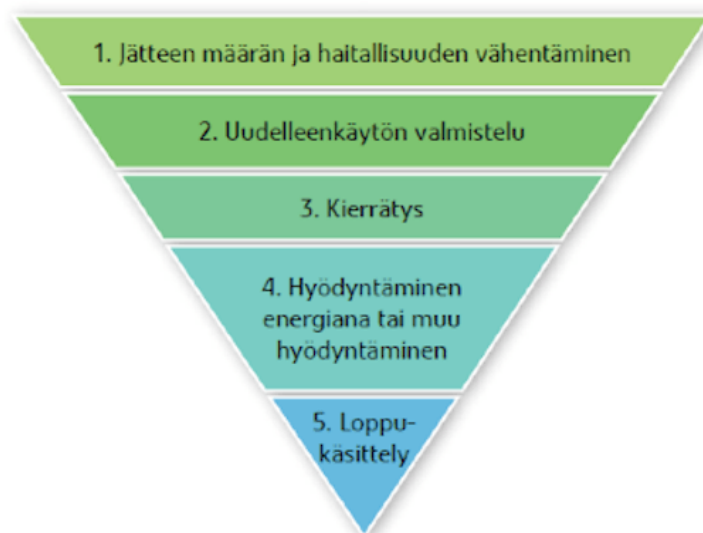 1. Jätteen määrän ja haitallisuuden vähentäminen
2. Uudelleenkäytön valmistelu
3. Kierrätys
4. Hyödyntäminen
energiana tai muu
hyödyntäminen
5. Loppu-
käsittely